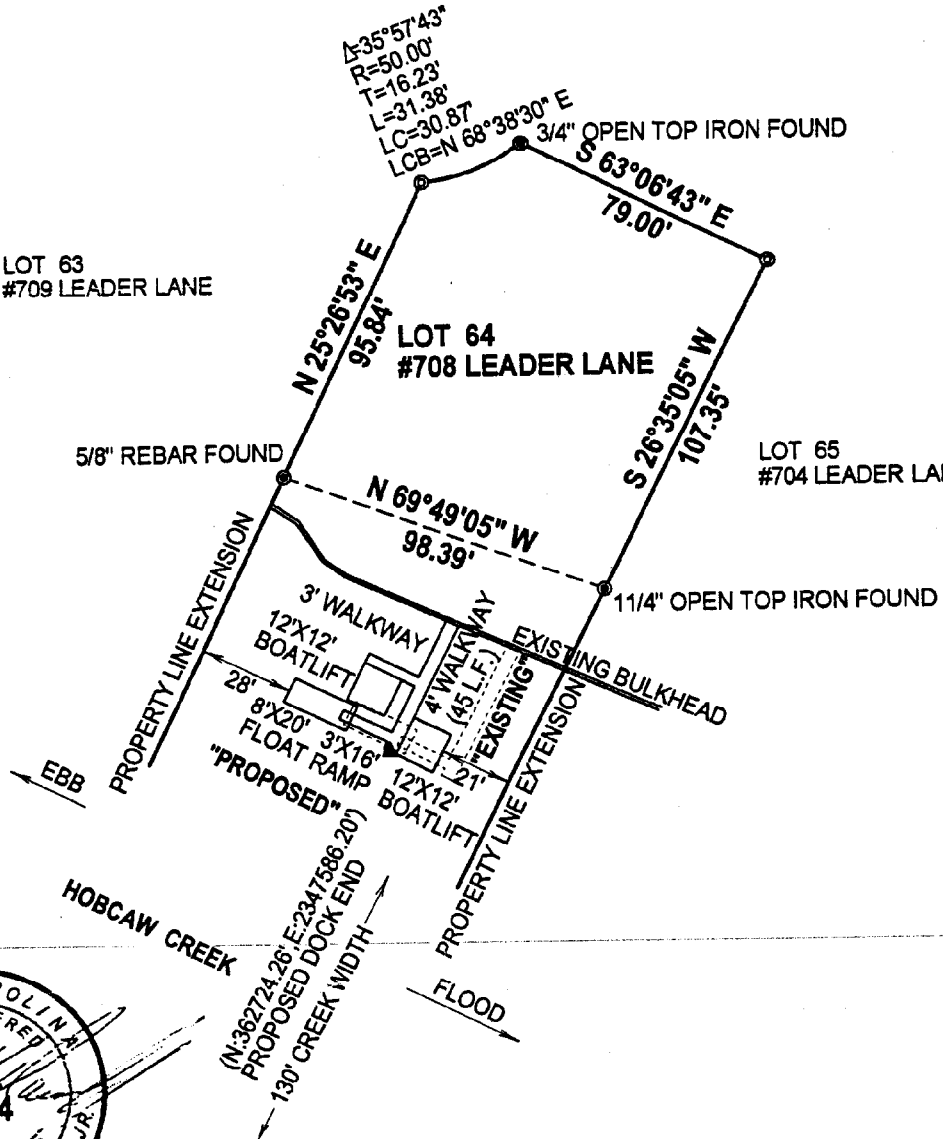 Δ=35°57'43"
R=50.00'
T=16.23'
L=31.38'
LC=30.87'
LCB=N 68°38'30" E
3/4" OPEN TOP IRON FOUND
S 63°06'43" E
79.00'
LOT 63
#709 LEADER LANE
N 25°26'53" E
95.84'
LOT 64
#708 LEADER LANE
S 26°35'05" W
107.35'
LOT 65
#704 LEADER
5/8" REBAR FOUND
N 69°49'05" W
98.39'
11/4" OPEN TOP IRON FOUND
PROPERTY LINE EXTENSION
3' WALKWAY
12'X12'
BOATLIFT
4' WALKWAY
(45 L.F.)
"EXISTING"
EXISTING BULKHEAD
28'
8'X20'
FLOAT
3'X16'
RAMP
"PROPOSED"
12'X12'
BOATLIFT
21'
PROPERTY LINE EXTENSION
EBB
HOBCAW CREEK
(N:362724.26' E:2347586.20')
PROPOSED DOCK END
130' CREEK WIDTH
FLOOD
OLINA
ERED
4
JR.